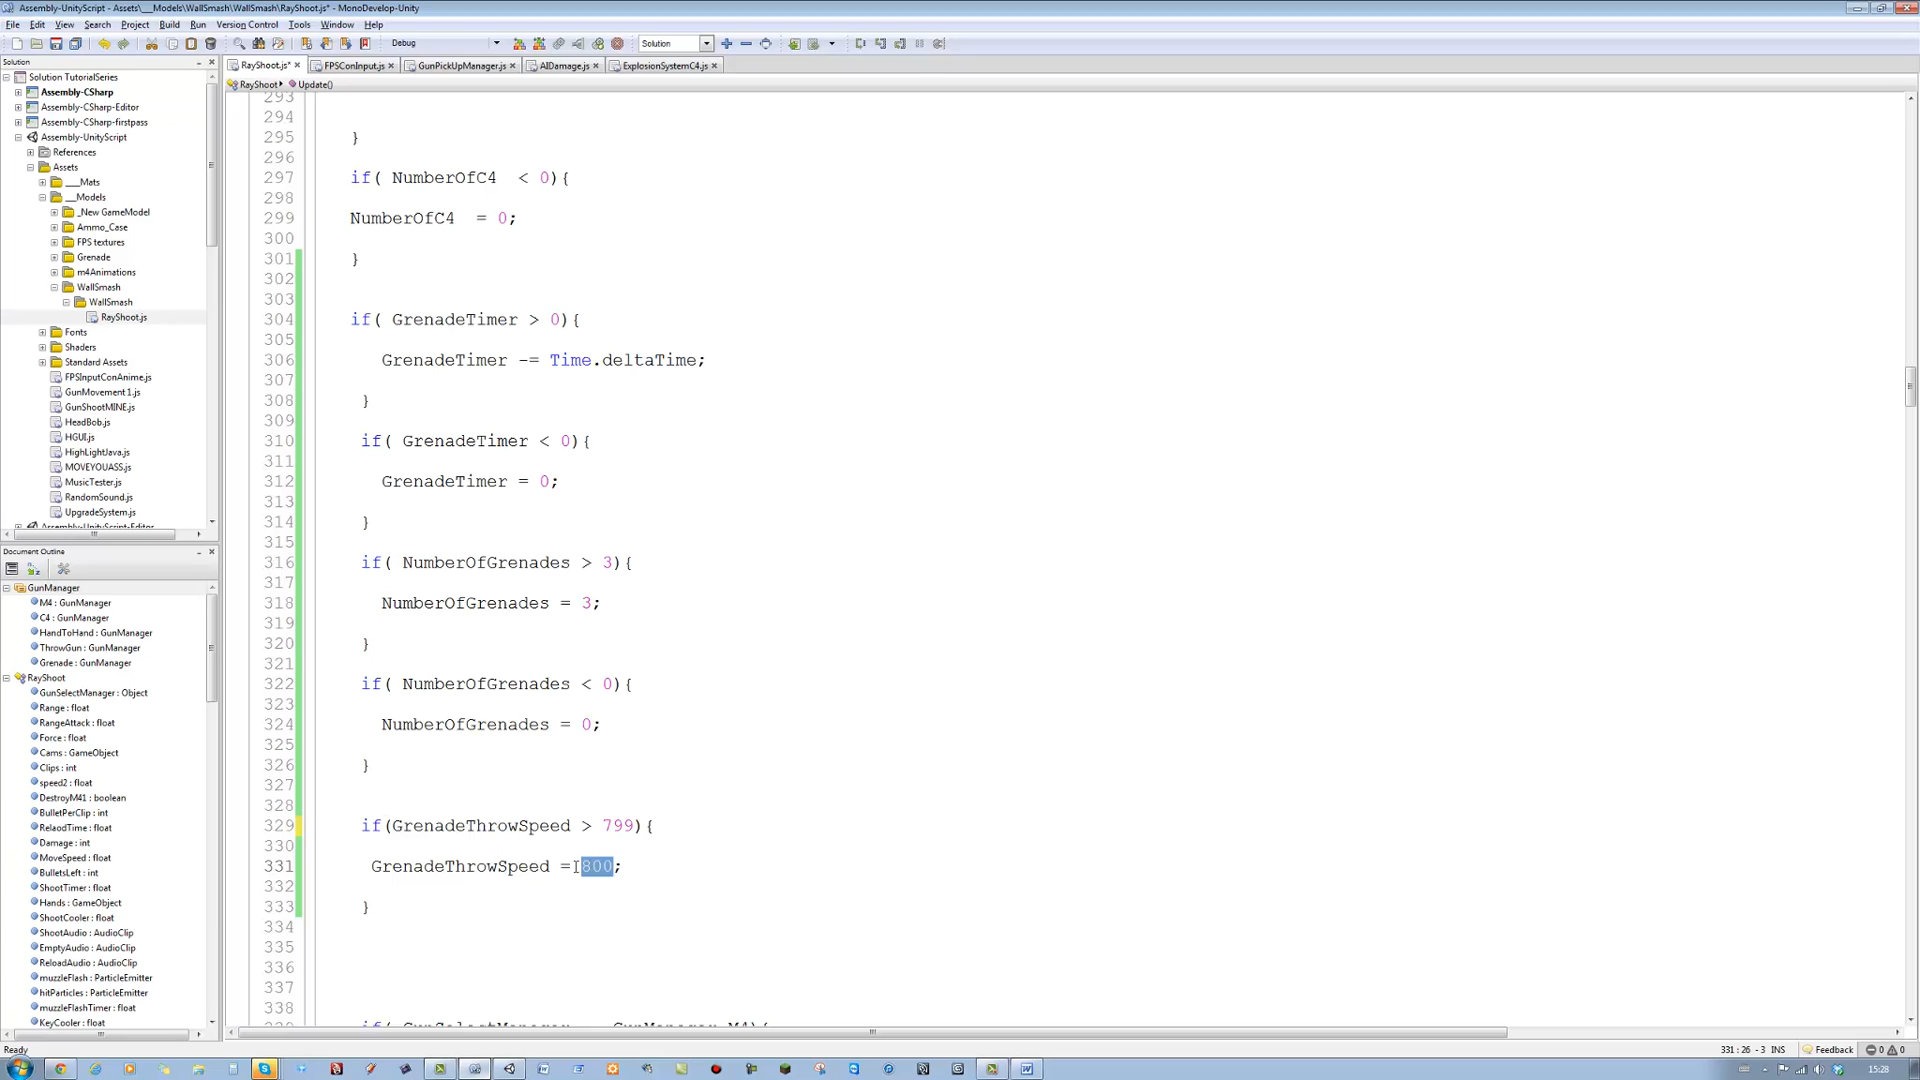 Assembly-UnityScript - Assets\__Models\WallSmash\WallSmash\RayShoot.js* - MonoDevelop-Unity
File Edit View Search Project Build Run Version Control Tools Window Help
Debug
Solution
Solution
RayShoot.js*
FPSConInput.js
GunPickUpManager.js
AIDamage.js
ExplosionSystemC4.js
RayShoot
Update()
Solution TutorialSeries
Assembly-CSharp
Assembly-CSharp-Editor
Assembly-CSharp-firstpass
Assembly-UnityScript
References
Assets
___Mats
__Models
_New GameModel
Ammo_Case
FPS textures
Grenade
m4Animations
WallSmash
WallSmash
RayShoot.js
Fonts
Shaders
Standard Assets
FPSInputConAnime.js
GunMovement 1.js
GunShootMINE.js
HeadBob.js
HGUI.js
HighLightJava.js
MOVEYOUASS.js
MusicTester.js
RandomSound.js
UpgradeSystem.js
Assembly-UnityScript-Editor
Document Outline
GunManager
M4 : GunManager
C4 : GunManager
HandToHand : GunManager
ThrowGun : GunManager
Grenade : GunManager
RayShoot
GunSelectManager : Object
Range : float
RangeAttack : float
Force : float
Cams : GameObject
Clips : int
speed2 : float
DestroyM41 : boolean
BulletPerClip : int
RelaodTime : float
Damage : int
MoveSpeed : float
BulletsLeft : int
ShootTimer : float
Hands : GameObject
ShootCooler : float
ShootAudio : AudioClip
EmptyAudio : AudioClip
ReloadAudio : AudioClip
muzzleFlash : ParticleEmitter
hitParticles : ParticleEmitter
muzzleFlashTimer : float
KeyCooler : float
293
294
295 }
296
297 if( NumberOfC4 < 0){
298
299 NumberOfC4 = 0;
300
301 }
302
303
304 if( GrenadeTimer > 0){
305
306 GrenadeTimer -= Time.deltaTime;
307
308 }
309
310 if( GrenadeTimer < 0){
311
312 GrenadeTimer = 0;
313
314 }
315
316 if( NumberOfGrenades > 3){
317
318 NumberOfGrenades = 3;
319
320 }
321
322 if( NumberOfGrenades < 0){
323
324 NumberOfGrenades = 0;
325
326 }
327
328
329 if(GrenadeThrowSpeed > 799){
330
331 GrenadeThrowSpeed = 800;
332
333 }
334
335
336
337
338
Ready
331 : 26 - 3 INS
Feedback
0
0
15:28